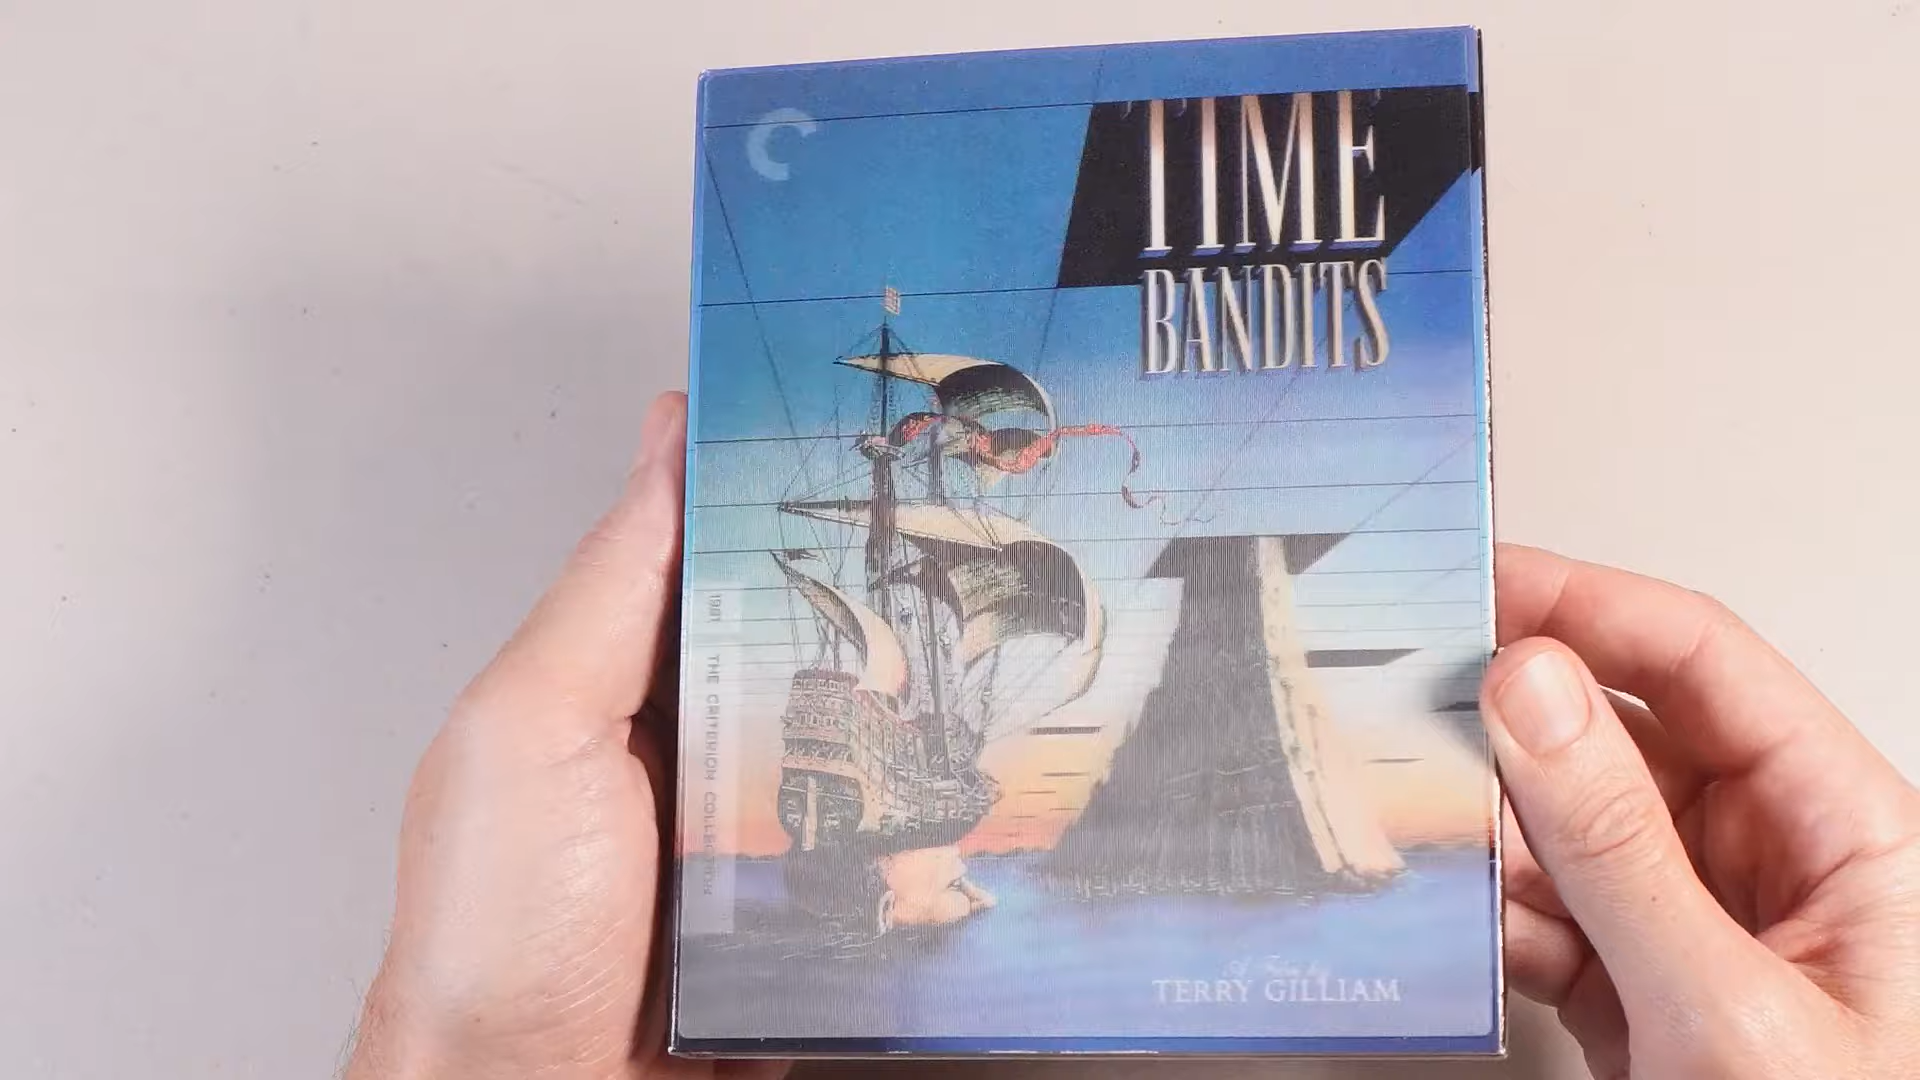 TIME
BANDITS
1981 THE CRITERION COLLECTION
A Film by
TERRY GILLIAM